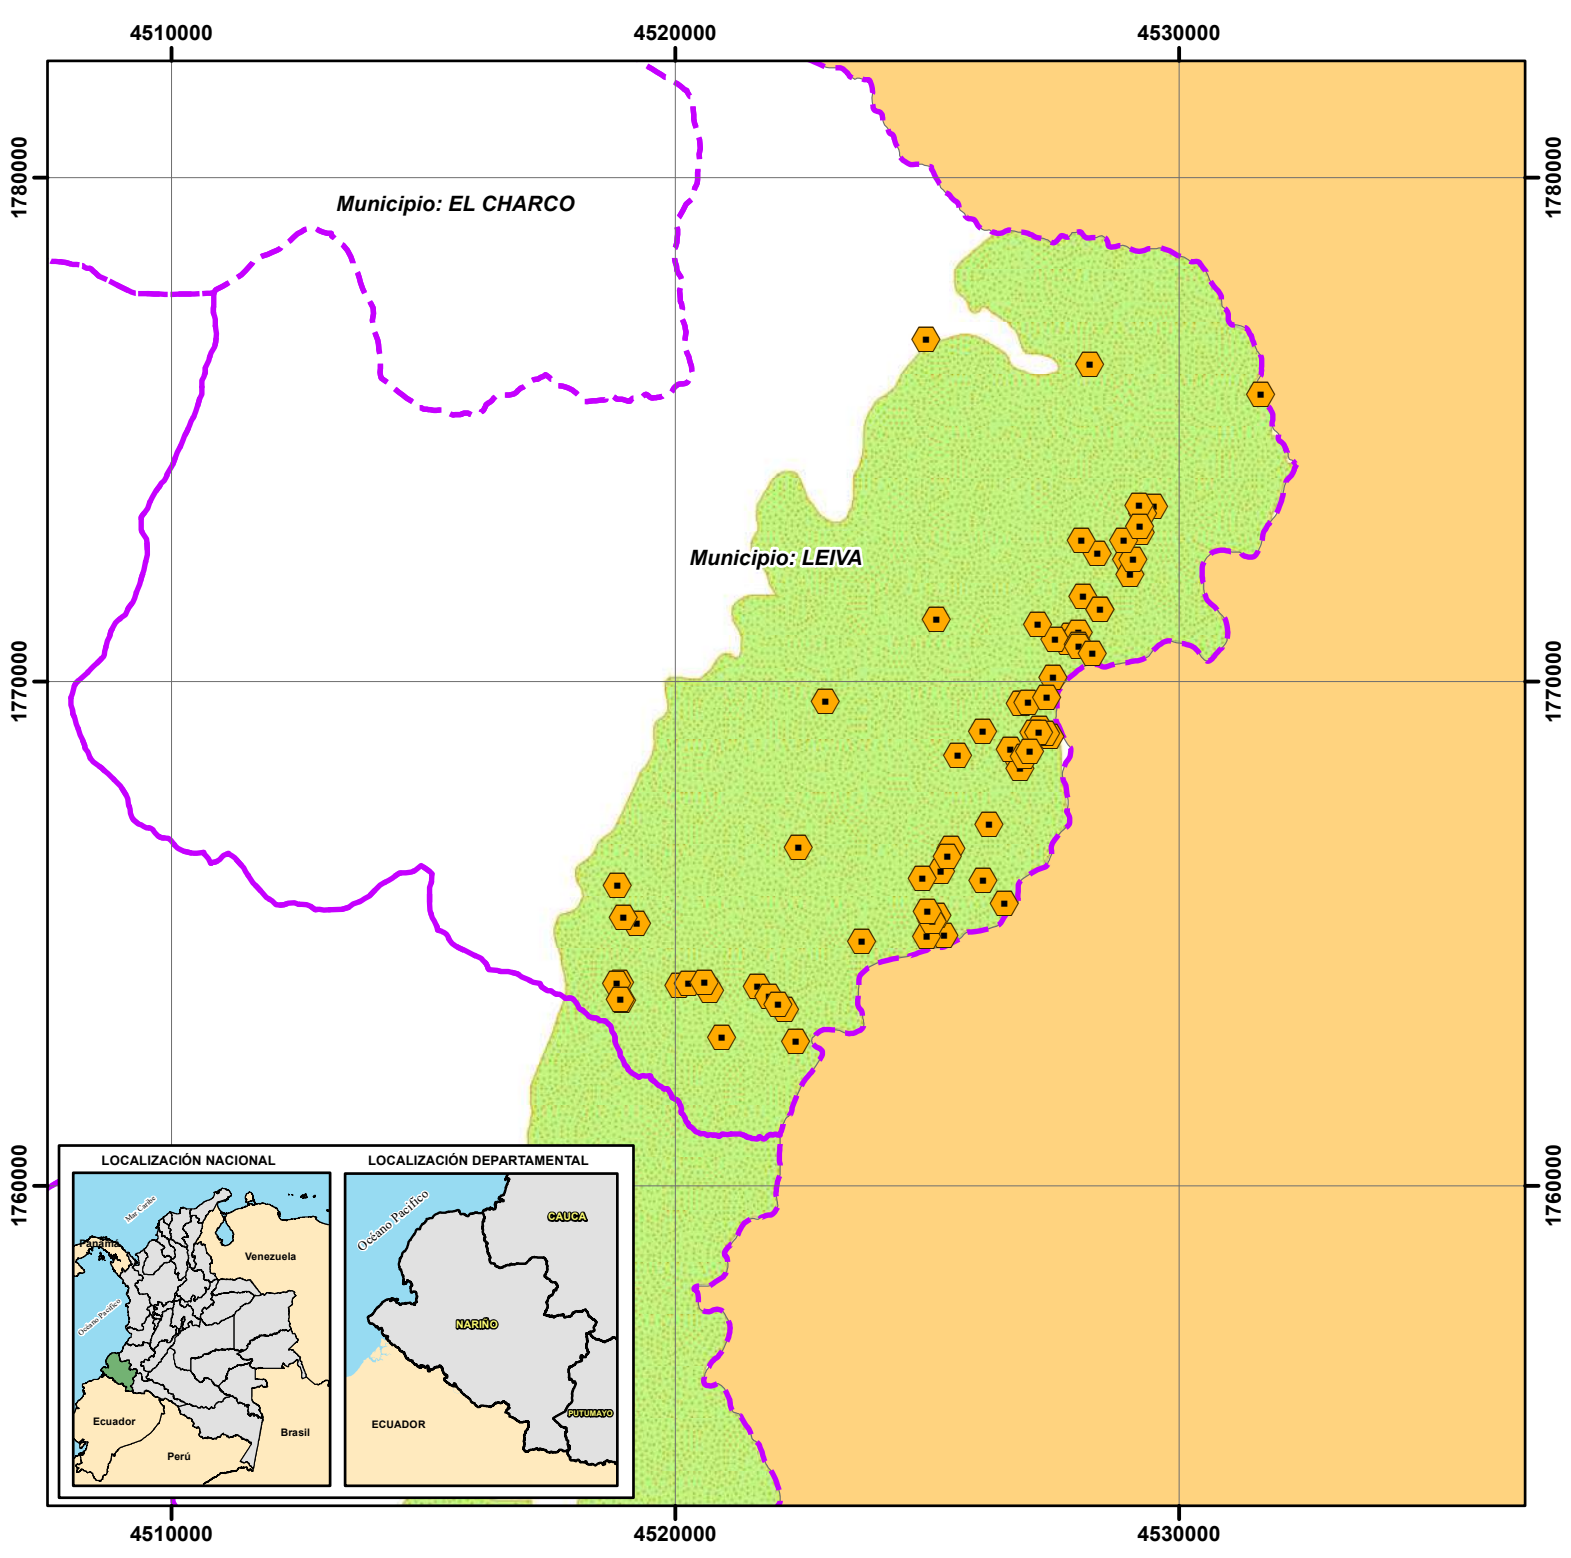 4510000 4520000 4530000
1780000 1780000
Municipio: EL CHARCO
Municipio: LEIVA
1770000 1770000
1760000 1760000
LOCALIZACIÓN NACIONAL
Mar Caribe
Panamá
Venezuela
Océano Pacífico
Ecuador
Perú
Brasil
LOCALIZACIÓN DEPARTAMENTAL
Océano Pacífico
CAUCA
NARIÑO
PUTUMAYO
ECUADOR
4510000 4520000 4530000